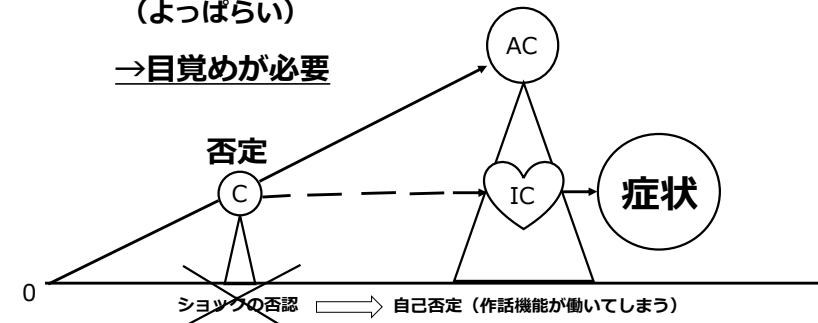 （よっぱらい）
→目覚めが必要
AC
否定
C
IC
症状
0
ショックの否認
自己否定（作話機能が働いてしまう）